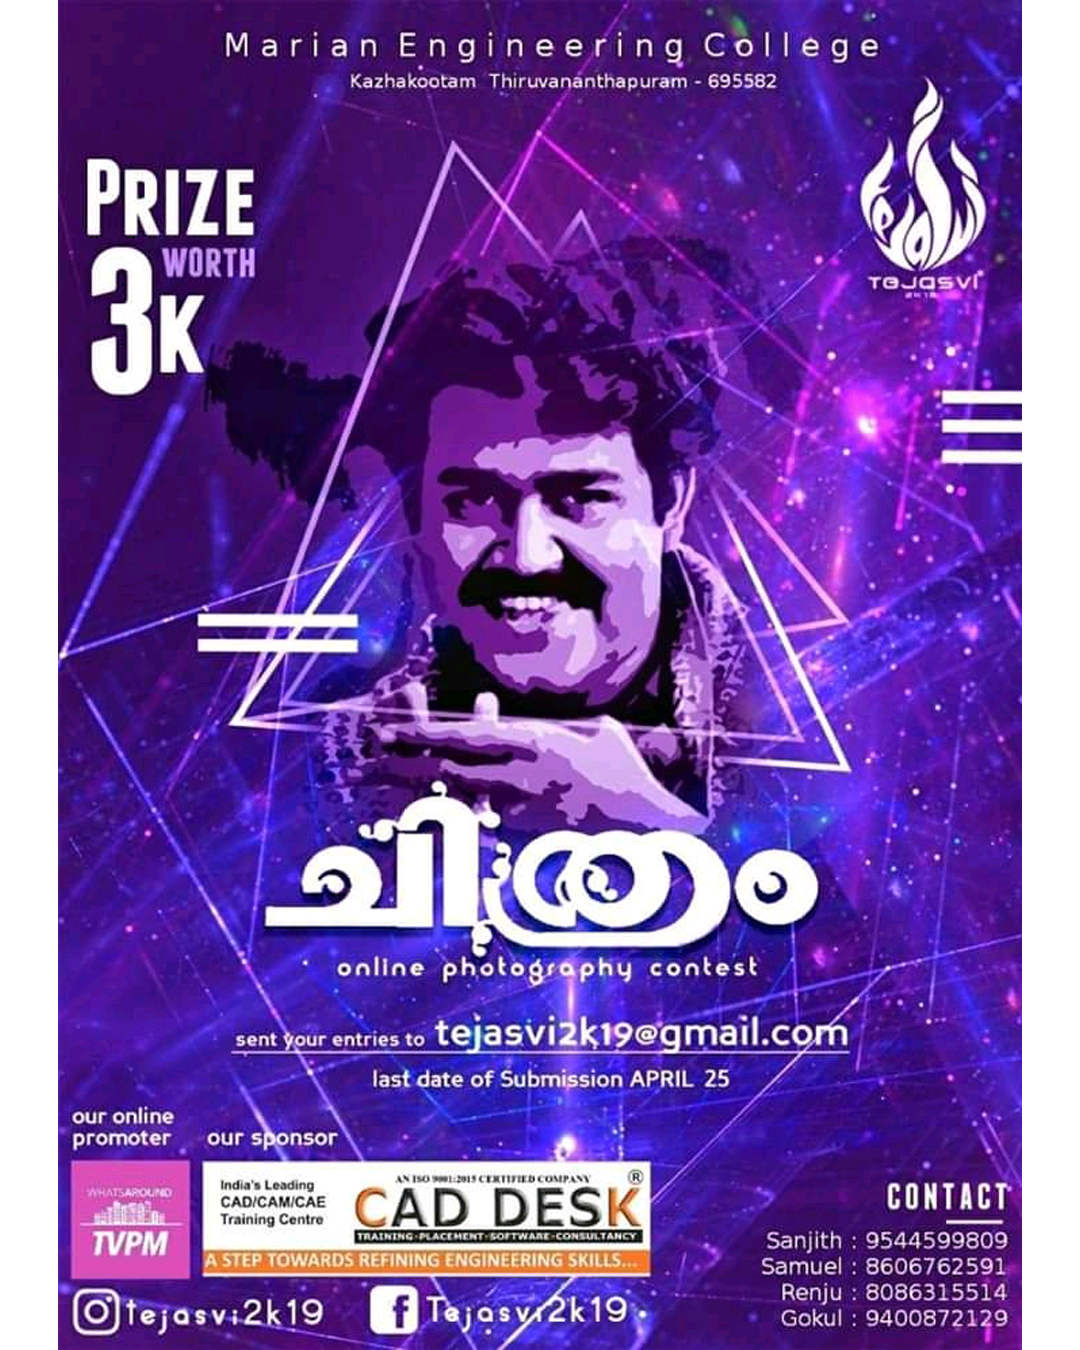 Marian Engineering College
Kazhakootam Thiruvananthapuram - 695582
PRIZE
WORTH
3K
Tejasvi
TEJASVI
2K19
ചിത്രം
online photography contest
sent your entries to tejasvi2k19@gmail.com
last date of Submission APRIL 25
our online
promoter
our sponsor
WHATSAROUND
TVPM
India's Leading
CAD/CAM/CAE
Training Centre
AN ISO 9001:2015 CERTIFIED COMPANY ®
CAD DESK
TRAINING•PLACEMENT•SOFTWARE•CONSULTANCY
A STEP TOWARDS REFINING ENGINEERING SKILLS...
tejasvi2k19
Tejasvi2k19
CONTACT
Sanjith : 9544599809
Samuel : 8606762591
Renju : 8086315514
Gokul : 9400872129